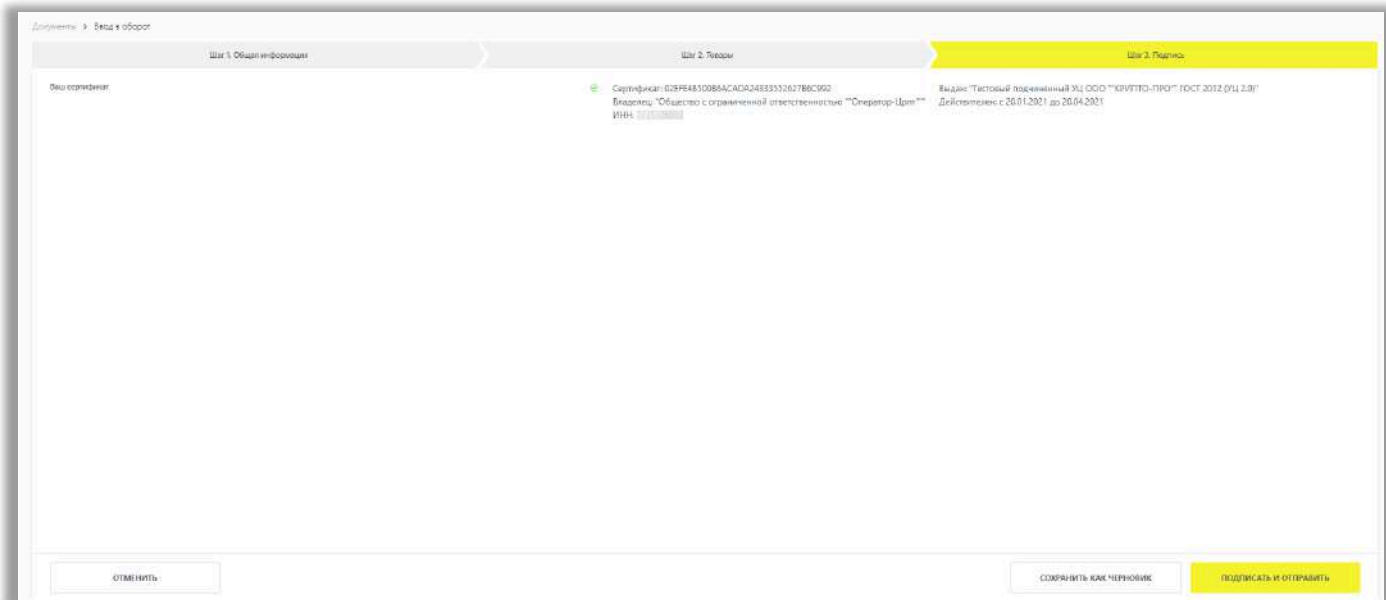 Документы > Ввод в оборот
Шаг 1. Общая информация
Шаг 2. Товары
Шаг 3. Подпись
Ваш сертификат
Сертификат:
Владелец: "Общество с ограниченной ответственностью ""Оператор-Црпт"""
ИНН:
Выдан: "Тестовый подчиненный УЦ ООО ""КРИПТО-ПРО"" ГОСТ 2012 (УЦ 2.0)"
Действителен: с 20.01.2021 до 20.04.2021
ОТМЕНИТЬ
СОХРАНИТЬ КАК ЧЕРНОВИК
ПОДПИСАТЬ И ОТПРАВИТЬ